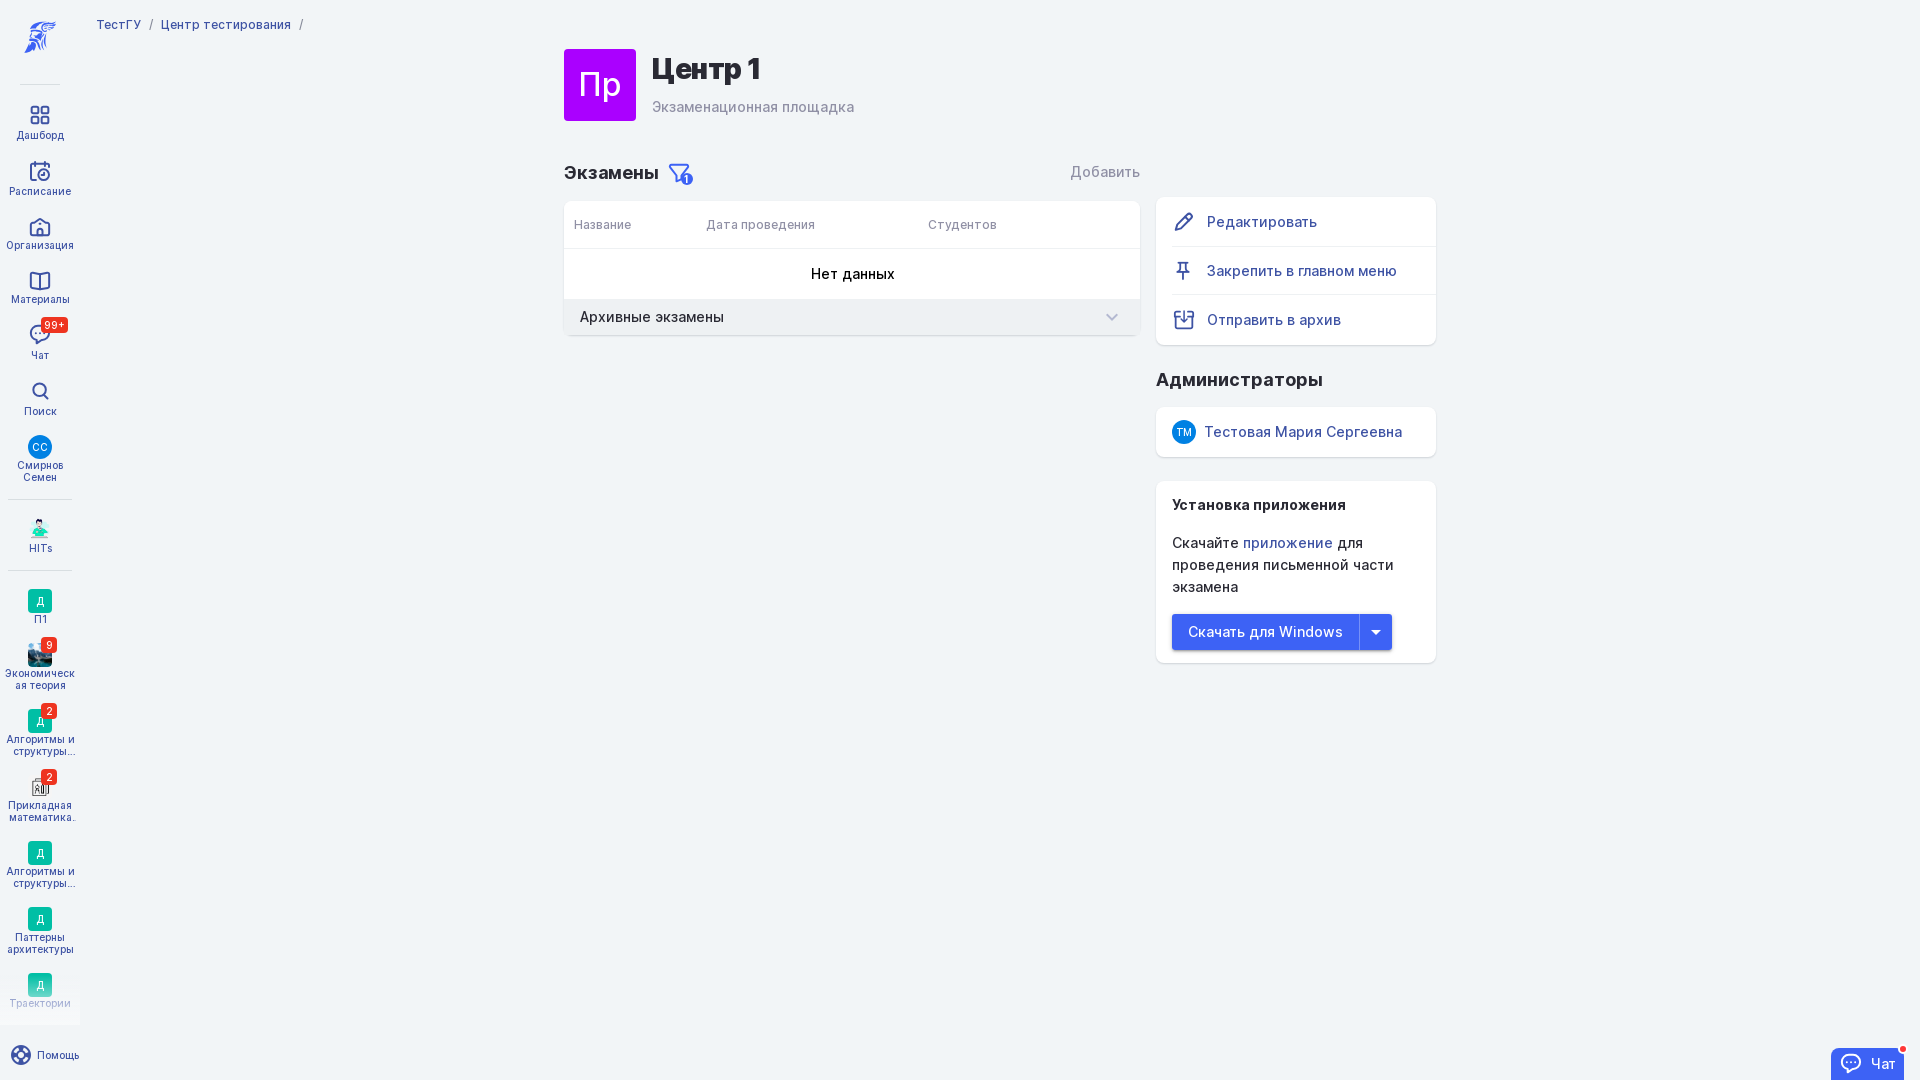 ТестГУ / Центр тестирования /
Пр
Центр 1
Экзаменационная площадка
Дашборд
Расписание
Организация
Материалы
99+
Чат
Поиск
СС
Смирнов
Семен
HITs
Д
П1
9
Экономическ
ая теория
Д
2
Алгоритмы и
структуры...
2
Прикладная
математика.
Д
Алгоритмы и
структуры...
Д
Паттерны
архитектуры
Д
Траектории
Помощь
Экзамены
1
Добавить
Название Дата проведения Студентов
Нет данных
Архивные экзамены
Редактировать
Закрепить в главном меню
Отправить в архив
Администраторы
ТМ
Тестовая Мария Сергеевна
Установка приложения
Скачайте приложение для
проведения письменной части
экзамена
Скачать для Windows
Чат